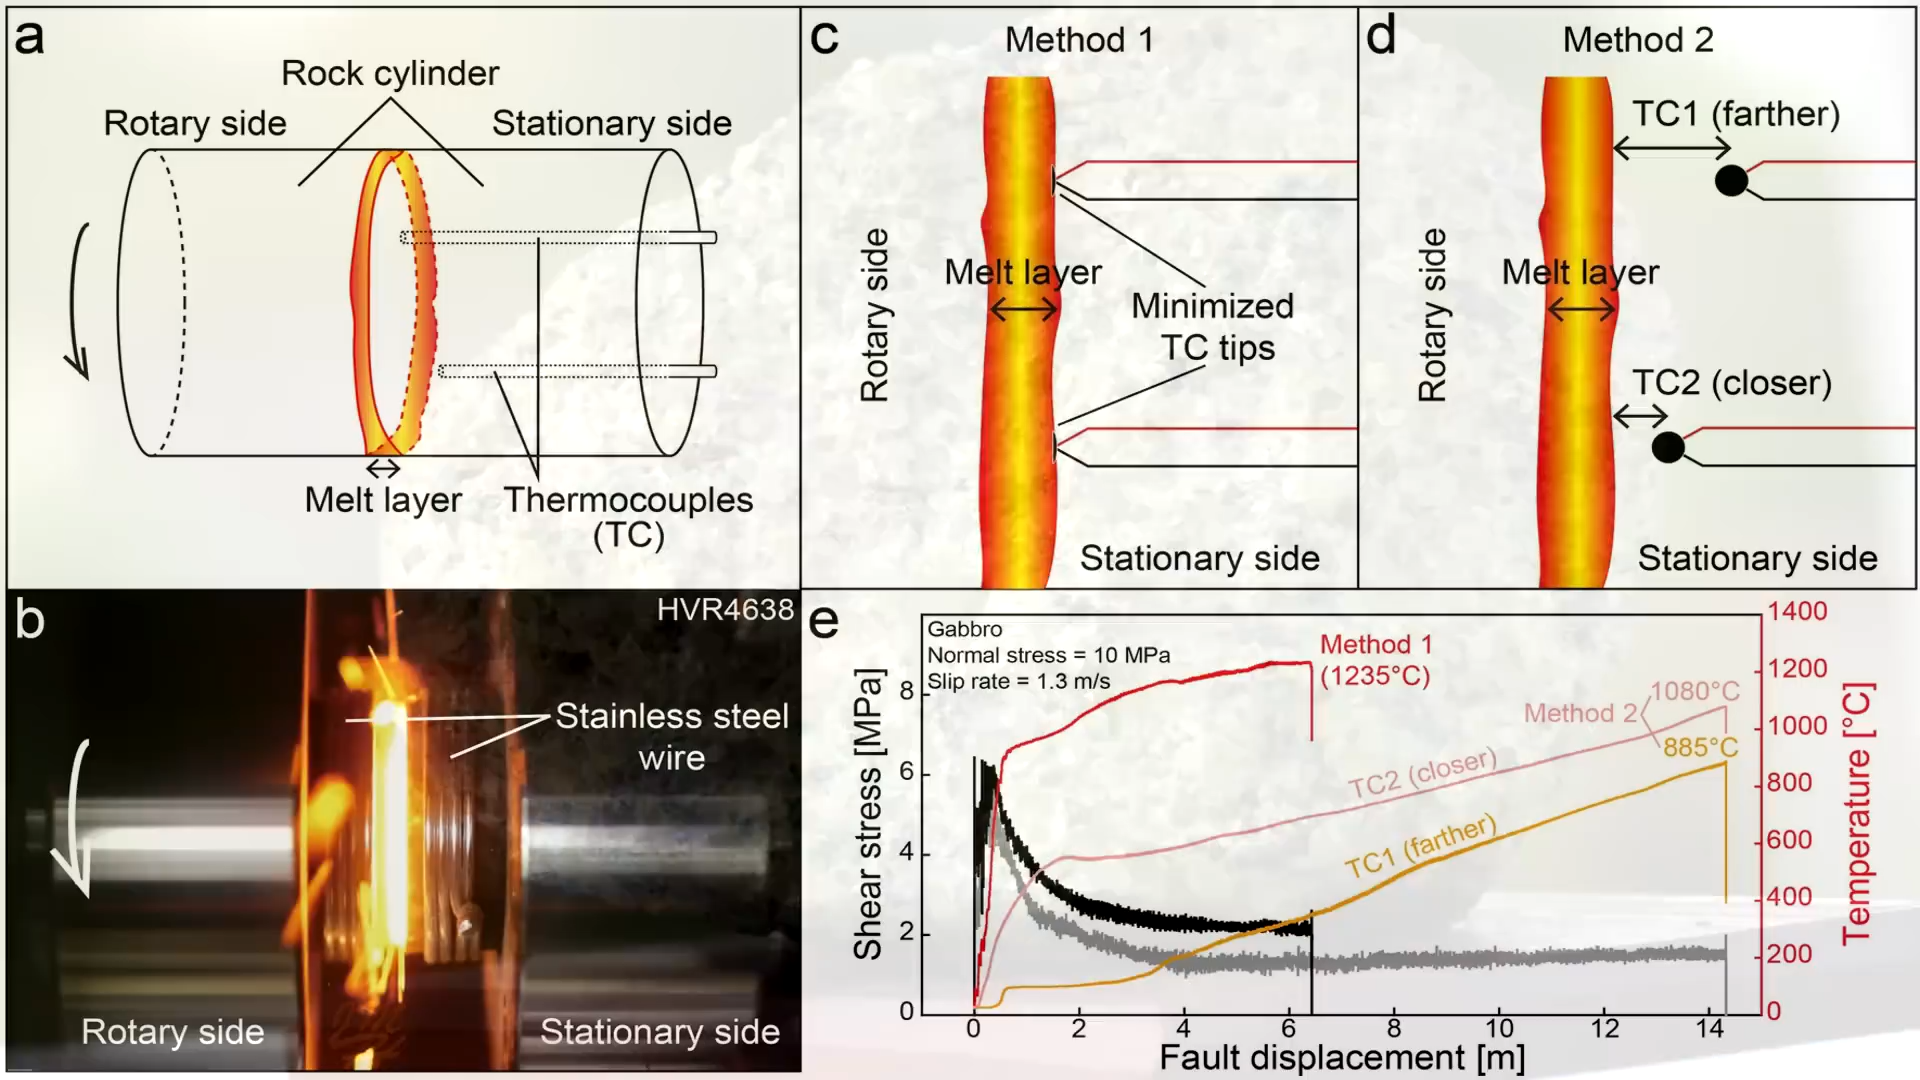 a
Rock cylinder
Rotary side
Stationary side
Melt layer
Thermocouples
(TC)
b
HVR4638
Stainless steel
wire
Rotary side
Stationary side
c
Method 1
Rotary side
Melt layer
Minimized
TC tips
Stationary side
d
Method 2
TC1 (farther)
Rotary side
Melt layer
TC2 (closer)
Stationary side
e
Gabbro
Normal stress = 10 MPa
Slip rate = 1.3 m/s
Method 1
(1235°C)
Method 2
1080°C
885°C
TC2 (closer)
TC1 (farther)
Shear stress [MPa]
8
6
4
2
0
1400
1200
1000
800
600
400
200
0
Temperature [°C]
0 2 4 6 8 10 12 14
Fault displacement [m]